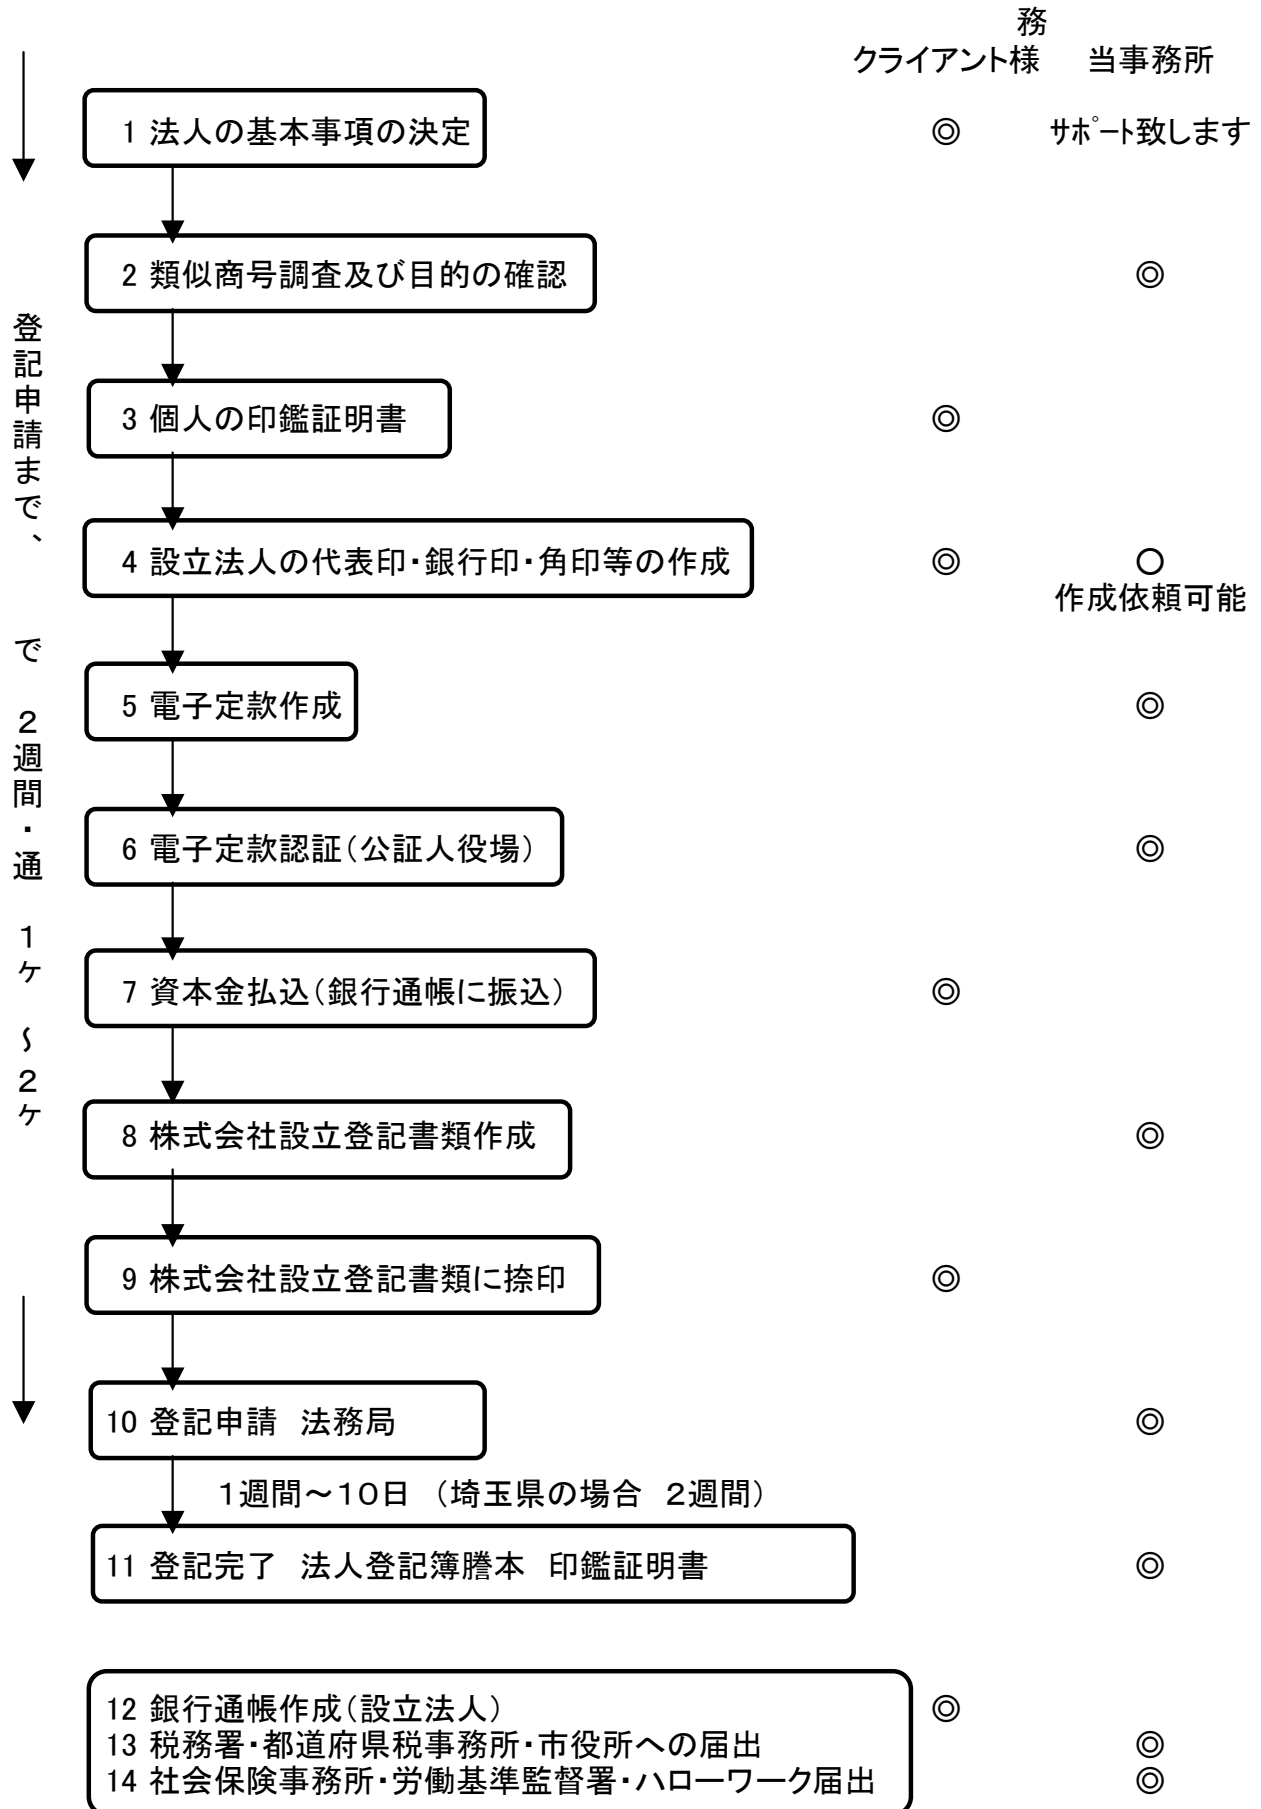 務
クライアント様 当事務所
1 法人の基本事項の決定 ◎ ｻﾎﾟｰﾄ致します
2 類似商号調査及び目的の確認 ◎
3 個人の印鑑証明書 ◎
4 設立法人の代表印・銀行印・角印等の作成 ◎ ○
作成依頼可能
5 電子定款作成 ◎
6 電子定款認証（公証人役場） ◎
7 資本金払込（銀行通帳に振込） ◎
8 株式会社設立登記書類作成 ◎
9 株式会社設立登記書類に捺印 ◎
10 登記申請 法務局 ◎
1週間～10日 （埼玉県の場合 2週間）
11 登記完了 法人登記簿謄本 印鑑証明書 ◎
12 銀行通帳作成（設立法人） ◎
13 税務署・都道府県税事務所・市役所への届出 ◎
14 社会保険事務所・労働基準監督署・ハローワーク届出 ◎
登記申請まで、 で 2週間・通 1ヶ ～2ヶ